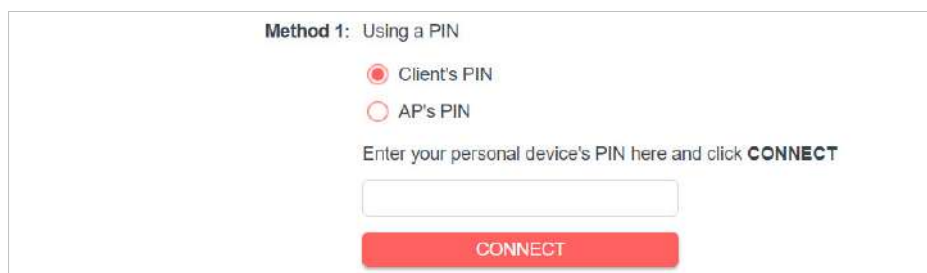 Method 1: Using a PIN
Client's PIN
AP's PIN
Enter your personal device's PIN here and click CONNECT
CONNECT